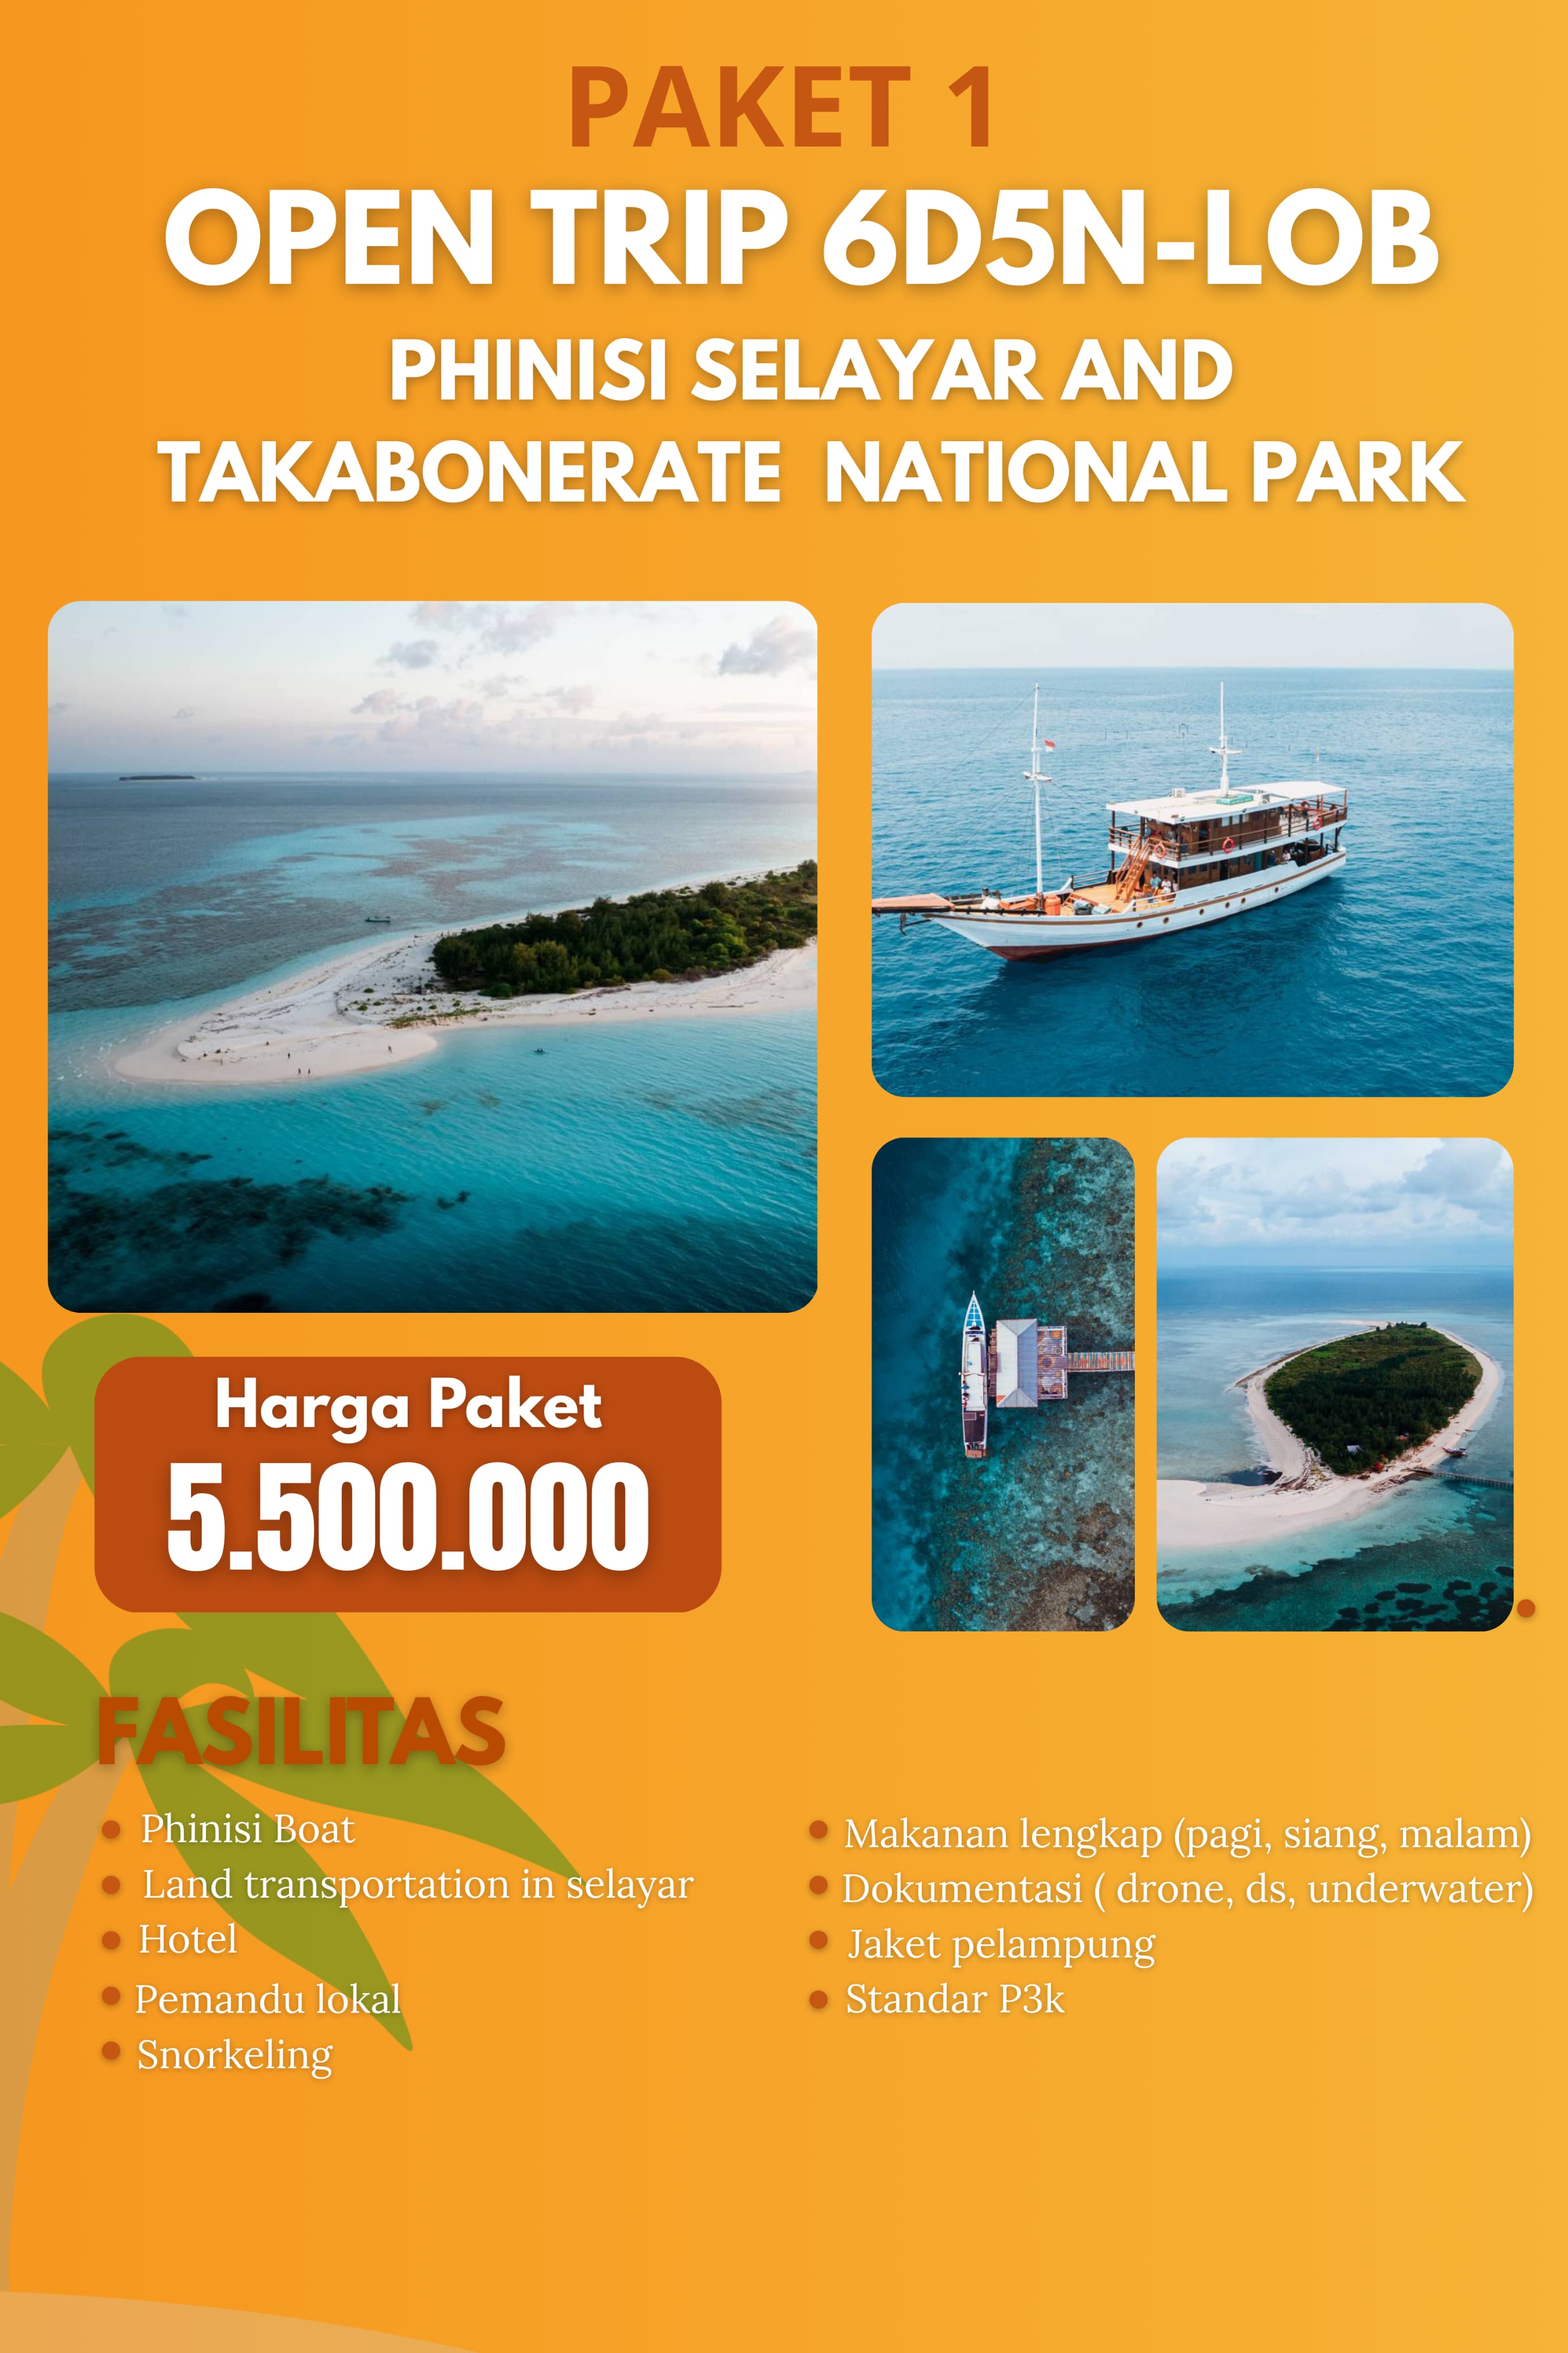 PAKET 1
OPEN TRIP 6D5N-LOB
PHINISI SELAYAR AND
TAKABONERATE NATIONAL PARK
Harga Paket
5.500.000
FASILITAS
Phinisi Boat
Land transportation in selayar
Hotel
Pemandu lokal
Snorkeling
Makanan lengkap (pagi, siang, malam)
Dokumentasi ( drone, ds, underwater)
Jaket pelampung
Standar P3k